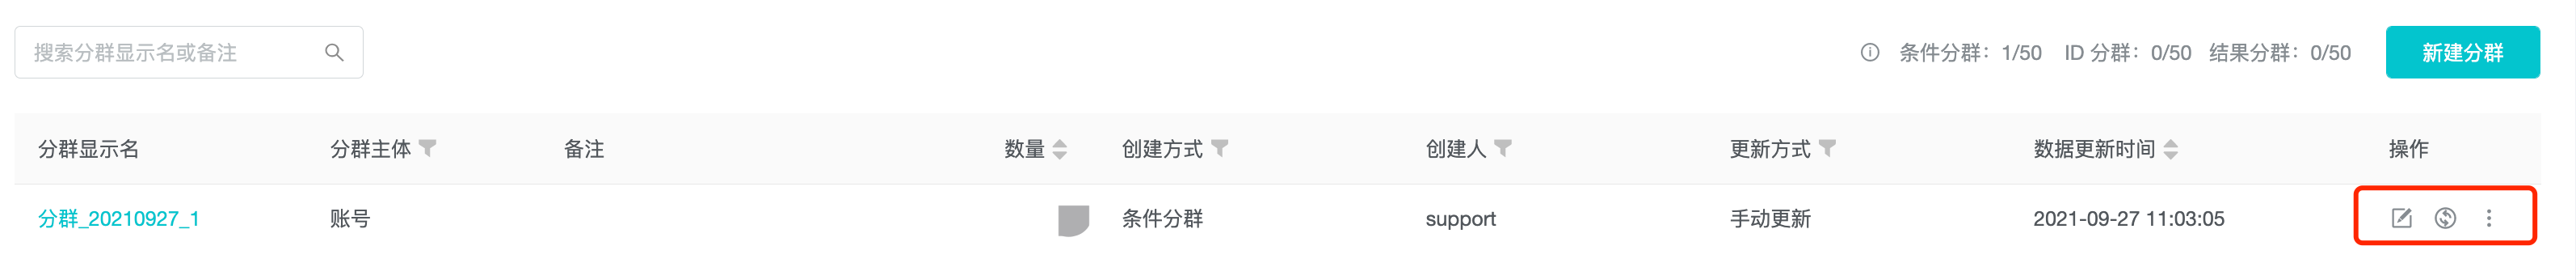 搜索分群显示名或备注
条件分群：1/50 ID 分群：0/50 结果分群：0/50
新建分群
分群显示名 分群主体 备注 数量 创建方式 创建人 更新方式 数据更新时间 操作
分群_20210927_1 账号 条件分群 support 手动更新 2021-09-27 11:03:05